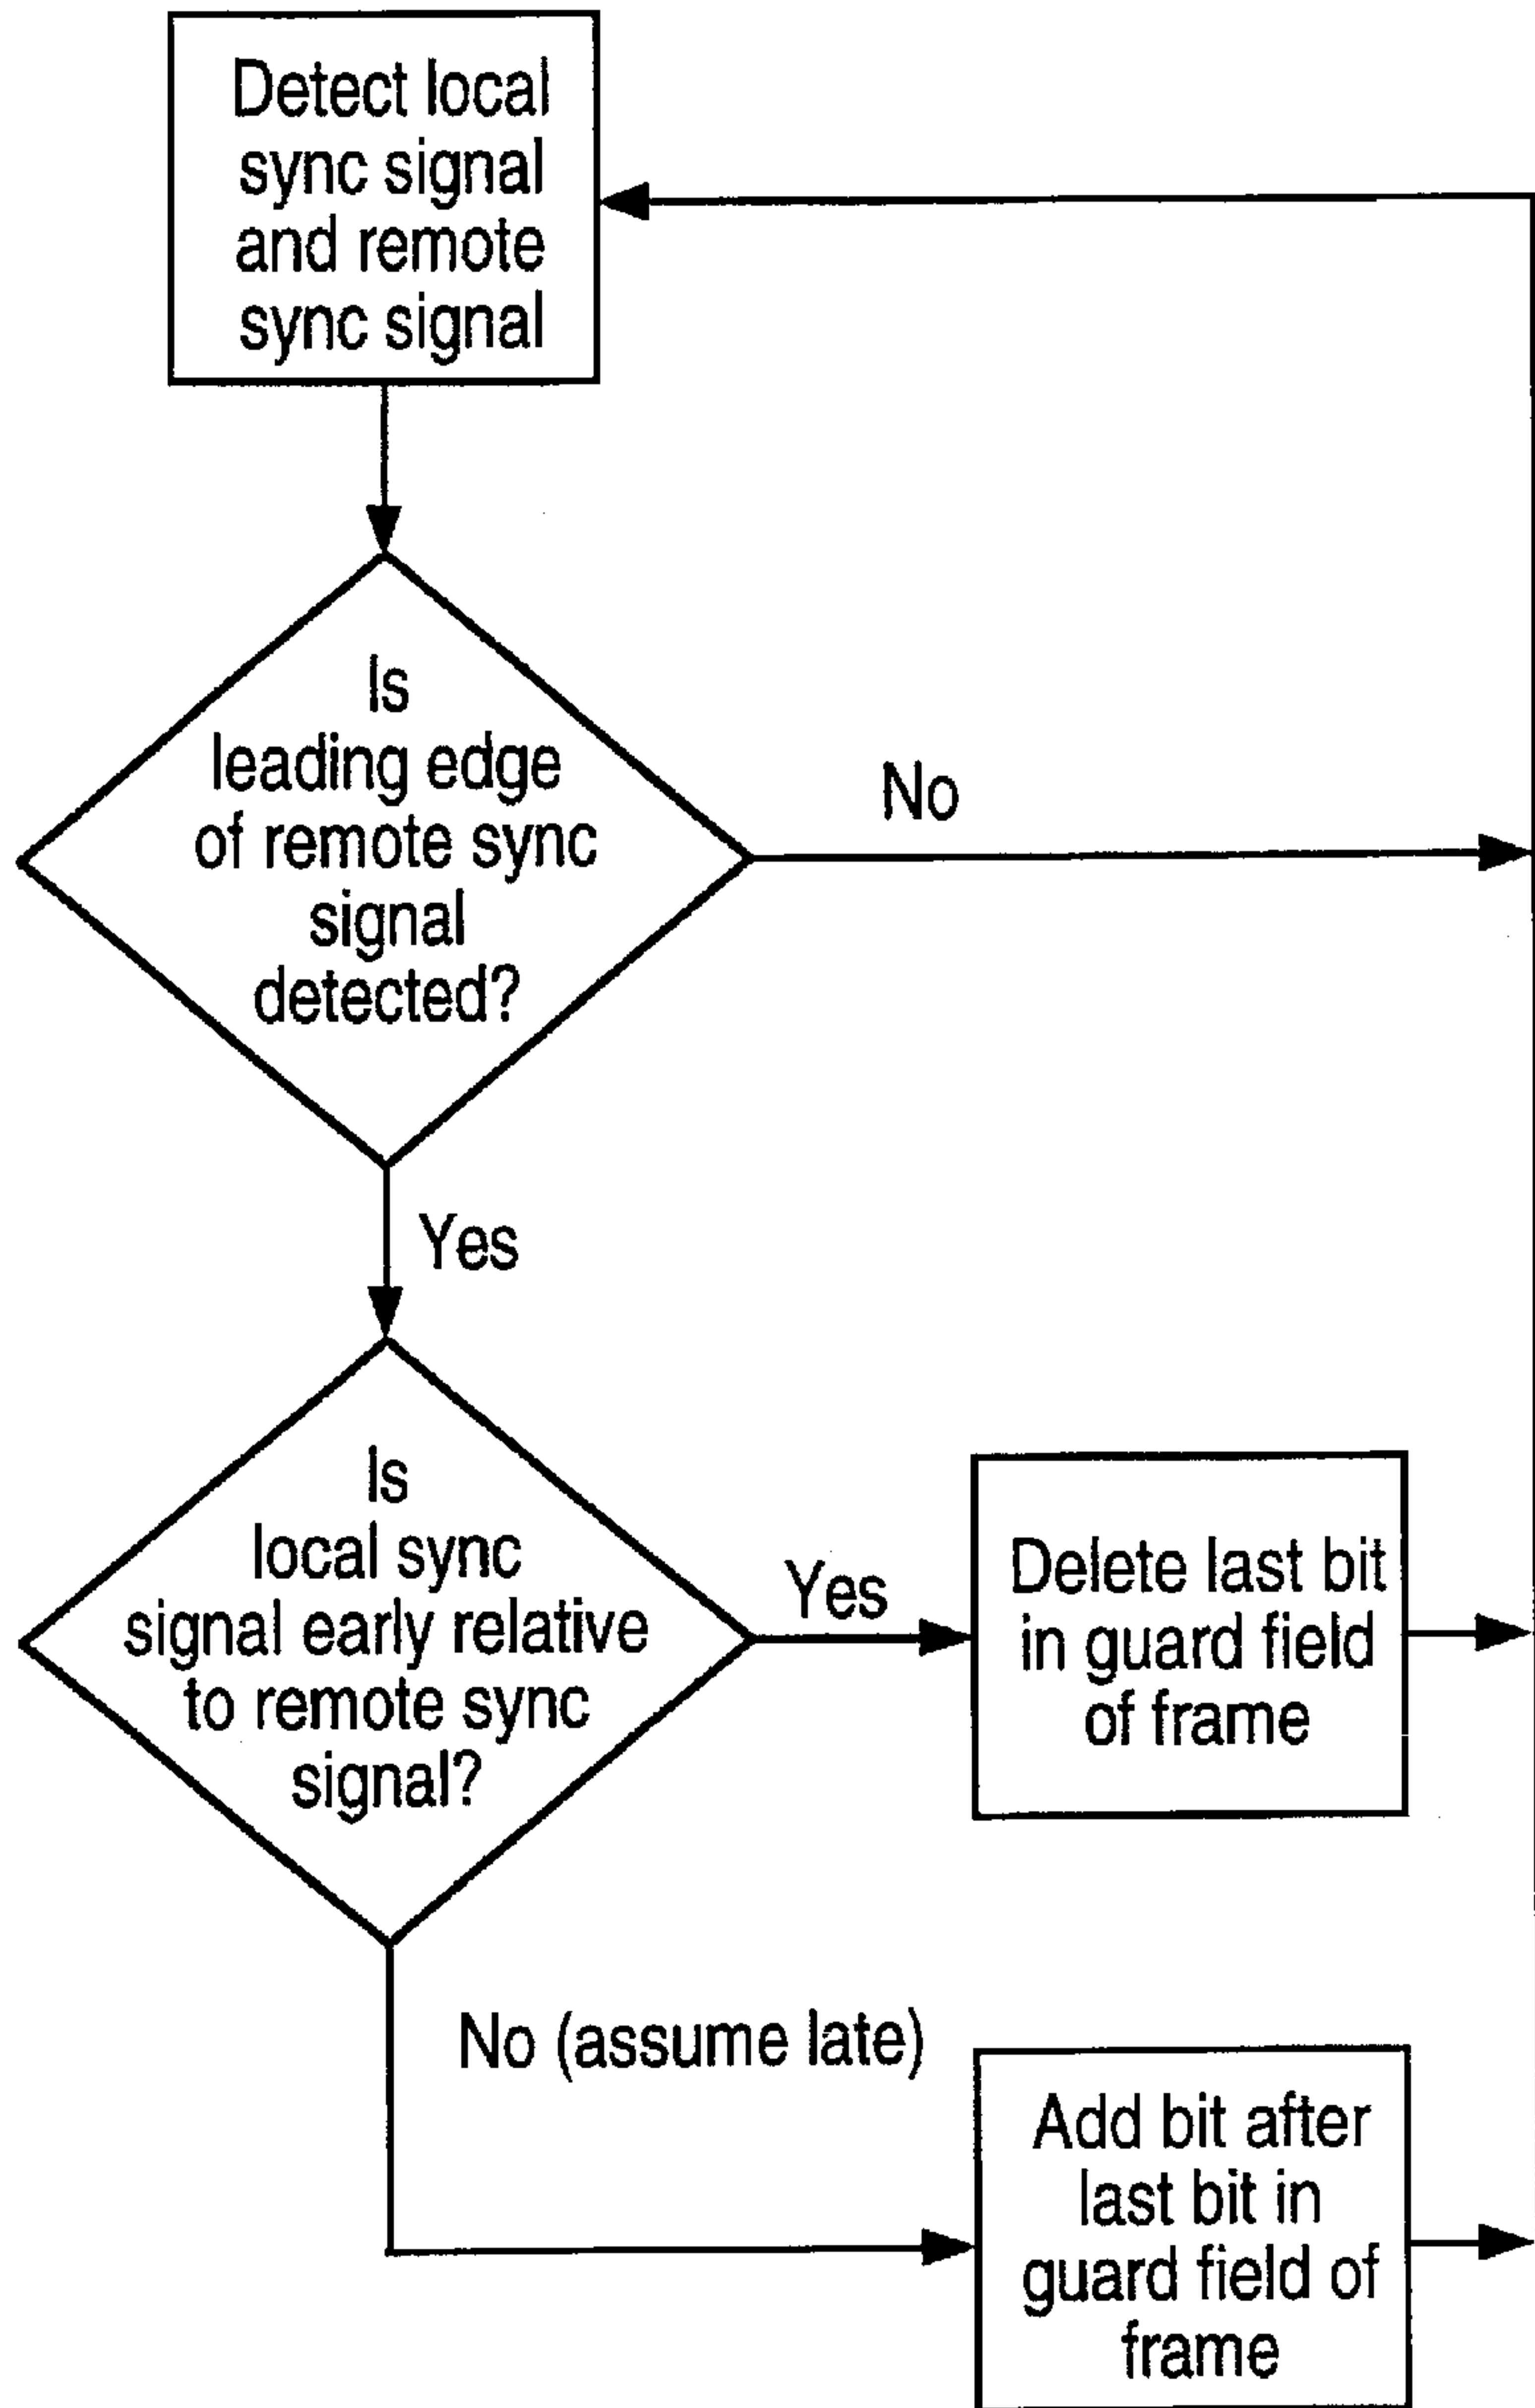 Detect local
sync signal
and remote
sync signal
Is
leading edge
of remote sync
signal
detected?
No
Yes
Is
local sync
signal early relative
to remote sync
signal?
Yes
Delete last bit
in guard field
of frame
No (assume late)
Add bit after
last bit in
guard field of
frame